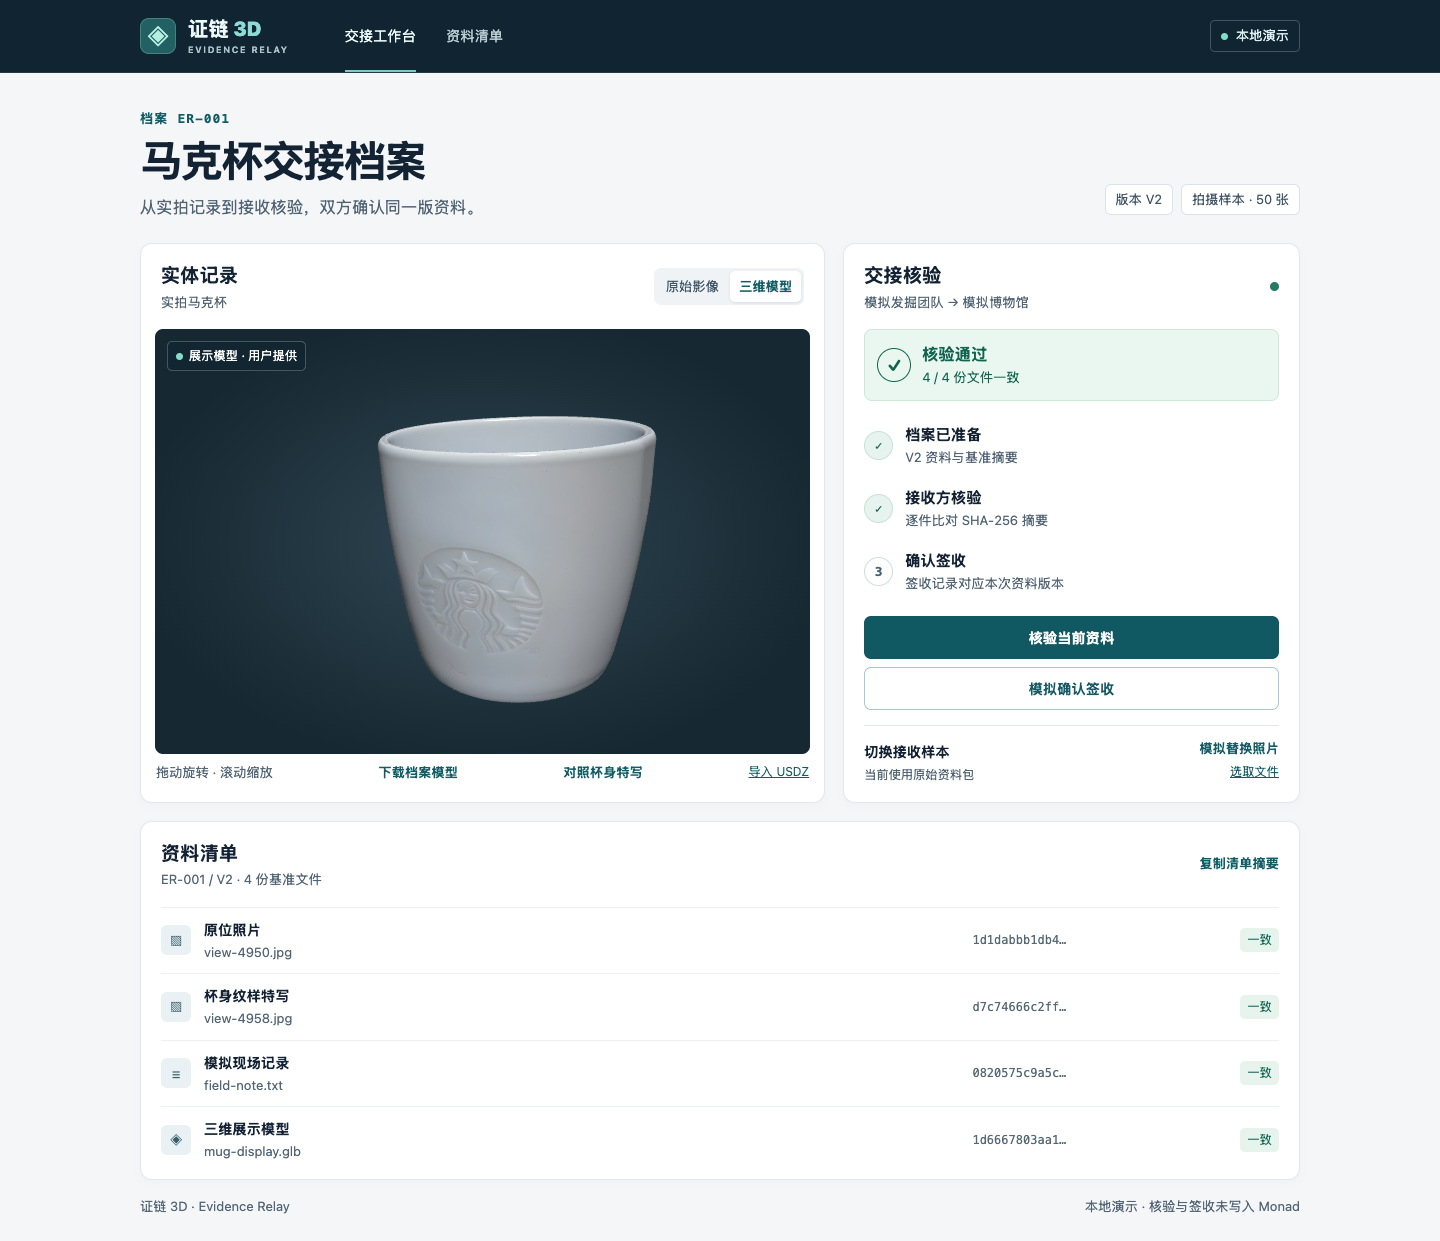 证链 3D
EVIDENCE RELAY
交接工作台
资料清单
本地演示
档案 ER-001
马克杯交接档案
从实拍记录到接收核验，双方确认同一版资料。
版本 V2
拍摄样本 · 50 张
实体记录
实拍马克杯
原始影像
三维模型
展示模型 · 用户提供
拖动旋转 · 滚动缩放
下载档案模型
对照杯身特写
导入 USDZ
交接核验
模拟发掘团队 → 模拟博物馆
核验通过
4 / 4 份文件一致
✓
档案已准备
V2 资料与基准摘要
✓
接收方核验
逐件比对 SHA-256 摘要
3
确认签收
签收记录对应本次资料版本
核验当前资料
模拟确认签收
切换接收样本
当前使用原始资料包
模拟替换照片
选取文件
资料清单
ER-001 / V2 · 4 份基准文件
复制清单摘要
原位照片
view-4950.jpg
1d1dabbb1db4…
一致
杯身纹样特写
view-4958.jpg
d7c74666c2ff…
一致
模拟现场记录
field-note.txt
0820575c9a5c…
一致
三维展示模型
mug-display.glb
1d6667803aa1…
一致
证链 3D · Evidence Relay
本地演示 · 核验与签收未写入 Monad